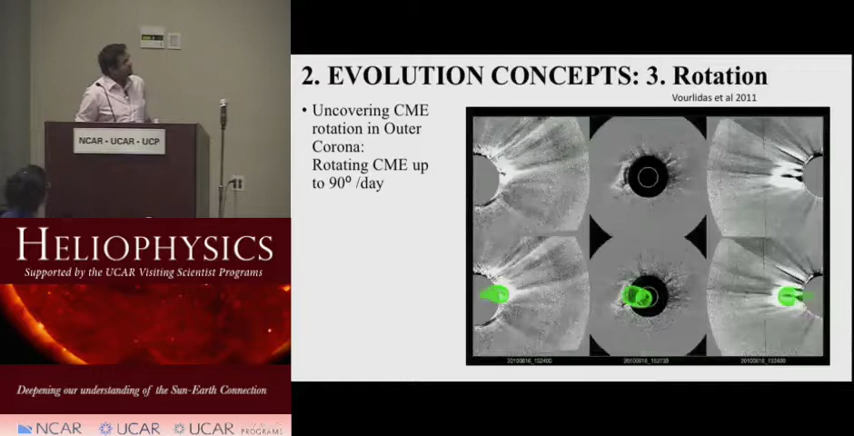 2. EVOLUTION CONCEPTS: 3. Rotation
Vourlidas et al 2011
• Uncovering CME
rotation in Outer
Corona:
Rotating CME up
to 90⁰ /day
NCAR - UCAR - UCP
HELIOPHYSICS
Supported by the UCAR Visiting Scientist Programs
Deepening our understanding of the Sun-Earth Connection
NCAR
UCAR
UCAR
PROGRAMS